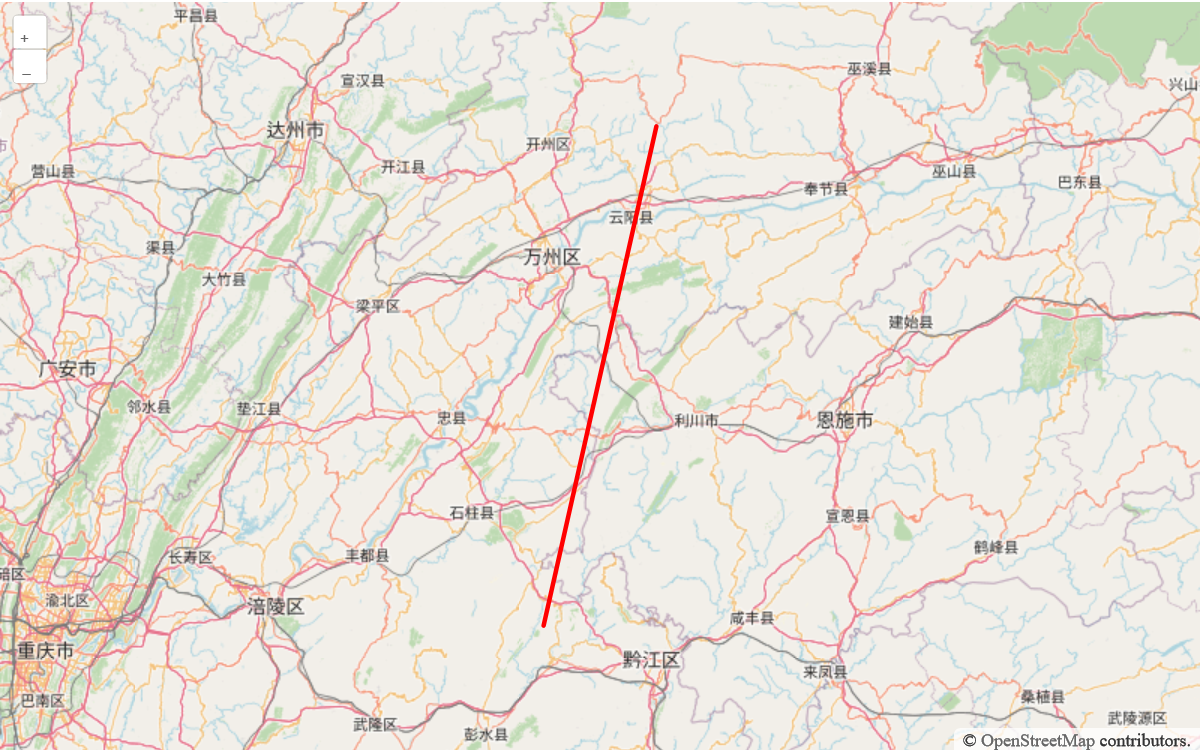 平昌县
+
–
宣汉县
巫溪县
兴山
达州市
开州区
开江县
营山县
巫山县
巴东县
奉节县
云阳县
渠县
万州区
大竹县
梁平区
建始县
广安市
邻水县
垫江县
忠县
利川市
恩施市
石柱县
宣恩县
鹤峰县
长寿区
丰都县
碚区
渝北区
涪陵区
咸丰县
重庆市
黔江区
来凤县
巴南区
桑植县
武隆区
武陵源区
彭水县
© OpenStreetMap contributors.